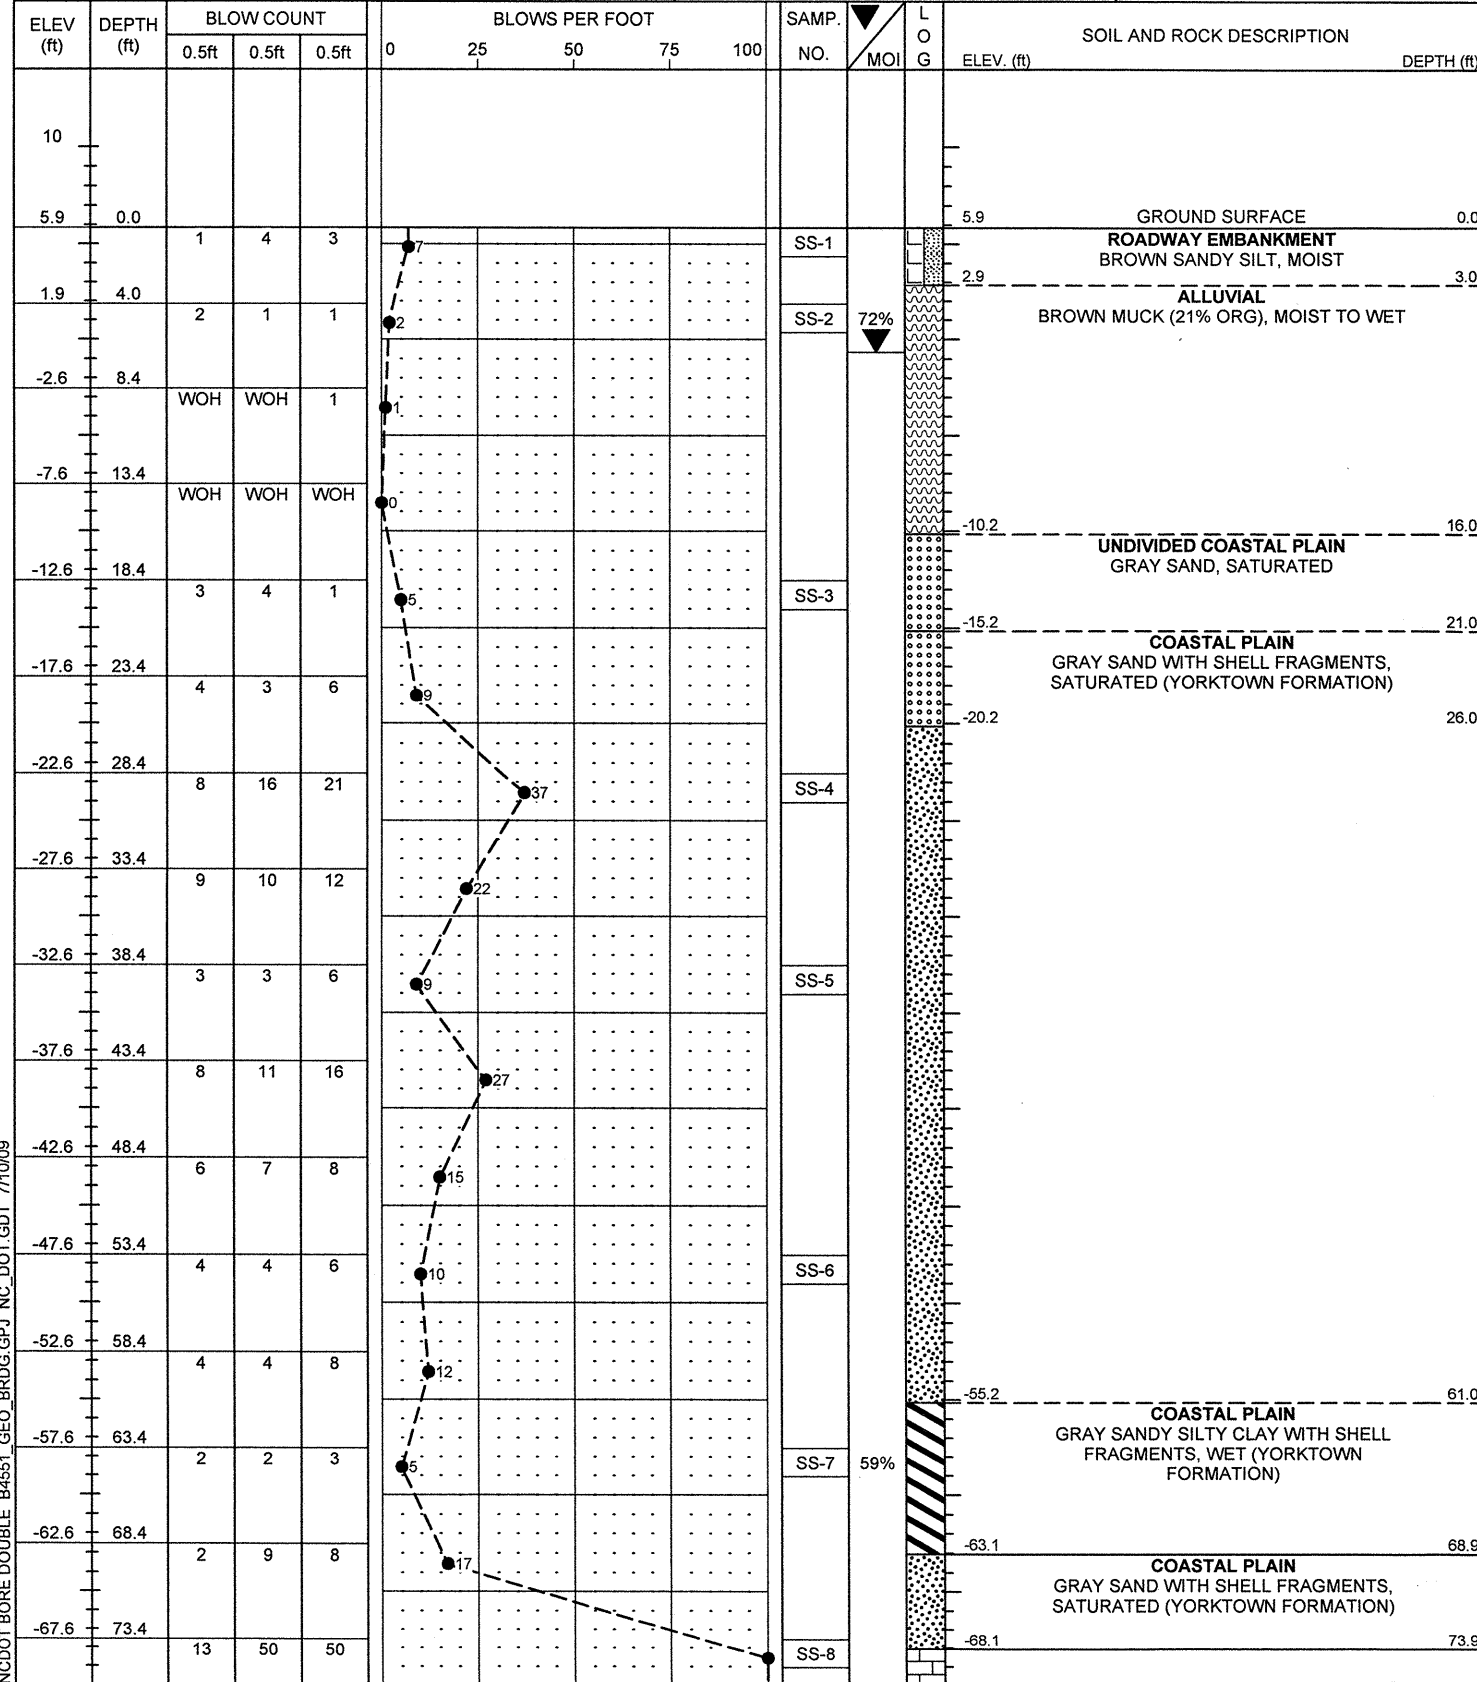 ELEV (ft) DEPTH (ft) BLOW COUNT BLOWS PER FOOT SAMP. NO. MOI LOG SOIL AND ROCK DESCRIPTION
0.5ft 0.5ft 0.5ft 0 25 50 75 100 ELEV. (ft) DEPTH (ft)
10
5.9 0.0 5.9 GROUND SURFACE 0.0
1 4 3 7 SS-1 ROADWAY EMBANKMENT
BROWN SANDY SILT, MOIST
2.9 3.0
1.9 4.0 ALLUVIAL
2 1 1 2 SS-2 72% BROWN MUCK (21% ORG), MOIST TO WET
-2.6 8.4
WOH WOH 1 1
-7.6 13.4
WOH WOH WOH 0
-10.2 16.0
UNDIVIDED COASTAL PLAIN
-12.6 18.4 GRAY SAND, SATURATED
3 4 1 5 SS-3
-15.2 21.0
COASTAL PLAIN
-17.6 23.4 GRAY SAND WITH SHELL FRAGMENTS,
4 3 6 9 SATURATED (YORKTOWN FORMATION)
-20.2 26.0
-22.6 28.4
8 16 21 37 SS-4
-27.6 33.4
9 10 12 22
-32.6 38.4
3 3 6 9 SS-5
-37.6 43.4
8 11 16 27
-42.6 48.4
6 7 8 15
-47.6 53.4
4 4 6 10 SS-6
-52.6 58.4
4 4 8 12
-55.2 61.0
COASTAL PLAIN
-57.6 63.4 GRAY SANDY SILTY CLAY WITH SHELL
2 2 3 5 SS-7 59% FRAGMENTS, WET (YORKTOWN
FORMATION)
-62.6 68.4
2 9 8 17
-63.1 68.9
COASTAL PLAIN
GRAY SAND WITH SHELL FRAGMENTS,
SATURATED (YORKTOWN FORMATION)
-67.6 73.4
13 50 50 SS-8
-68.1 73.9
NCDOT BORE DOUBLE B4551_GEO_BRDG.GPJ NC_DOT.GDT 7/10/09